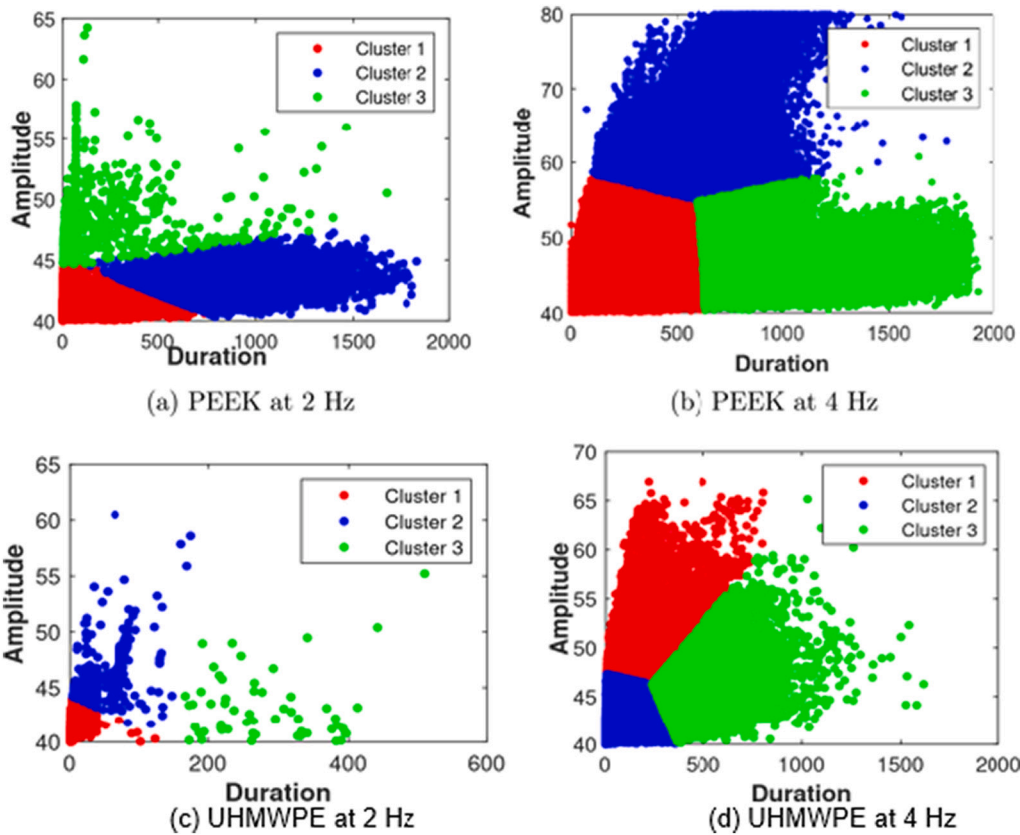 65
60
55
50
45
40
Amplitude
Cluster 1
Cluster 2
Cluster 3
0 500 1000 1500 2000
Duration
(a) PEEK at 2 Hz
80
70
60
50
40
Amplitude
Cluster 1
Cluster 2
Cluster 3
0 500 1000 1500 2000
Duration
(b) PEEK at 4 Hz
65
60
55
50
45
40
Amplitude
Cluster 1
Cluster 2
Cluster 3
0 200 400 600
Duration
(c) UHMWPE at 2 Hz
70
65
60
55
50
45
40
Amplitude
Cluster 1
Cluster 2
Cluster 3
0 500 1000 1500 2000
Duration
(d) UHMWPE at 4 Hz